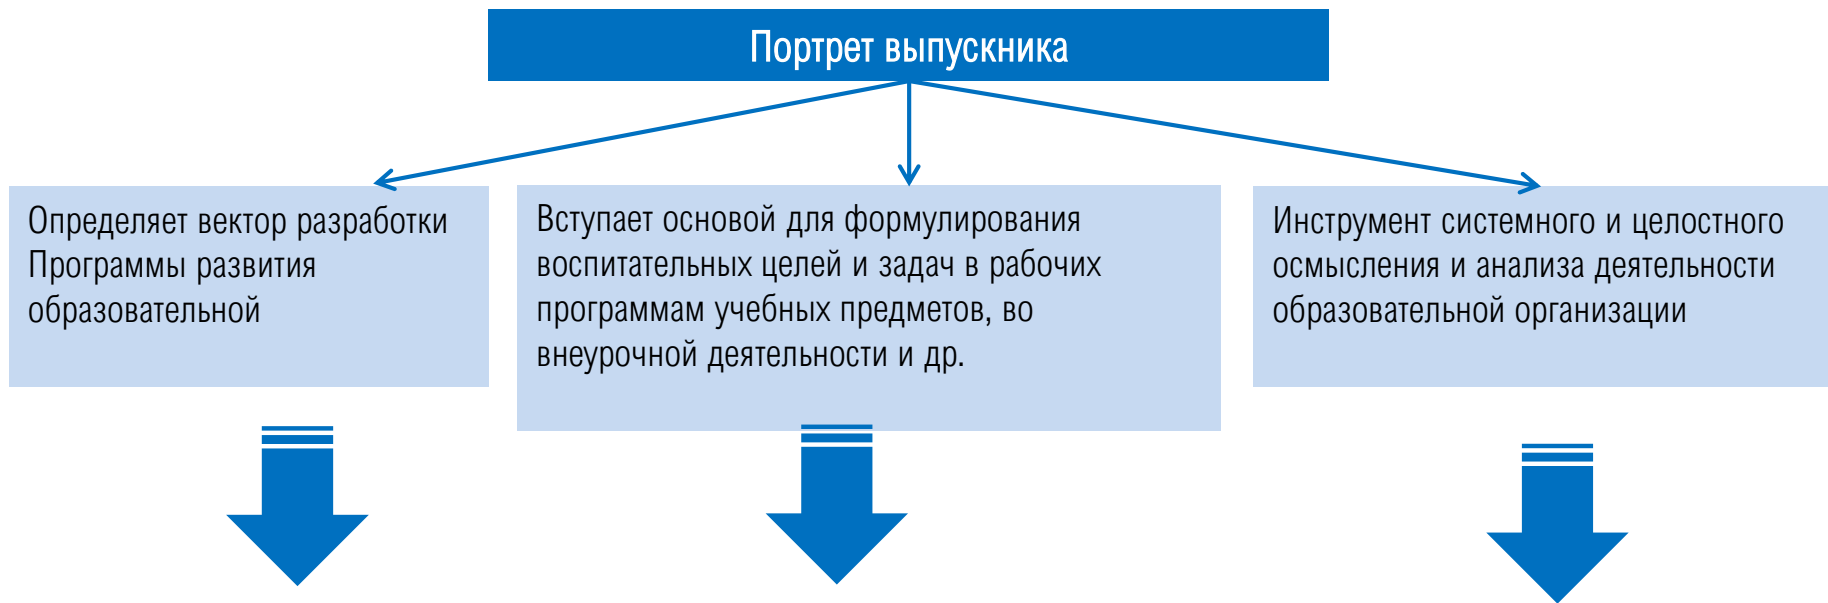 Портрет выпускника
Определяет вектор разработки
Программы развития
образовательной
Вступает основой для формулирования
воспитательных целей и задач в рабочих
программам учебных предметов, во
внеурочной деятельности и др.
Инструмент системного и целостного
осмысления и анализа деятельности
образовательной организации